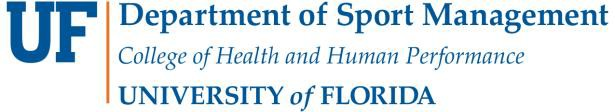 UF
Department of Sport Management
College of Health and Human Performance
UNIVERSITY of FLORIDA